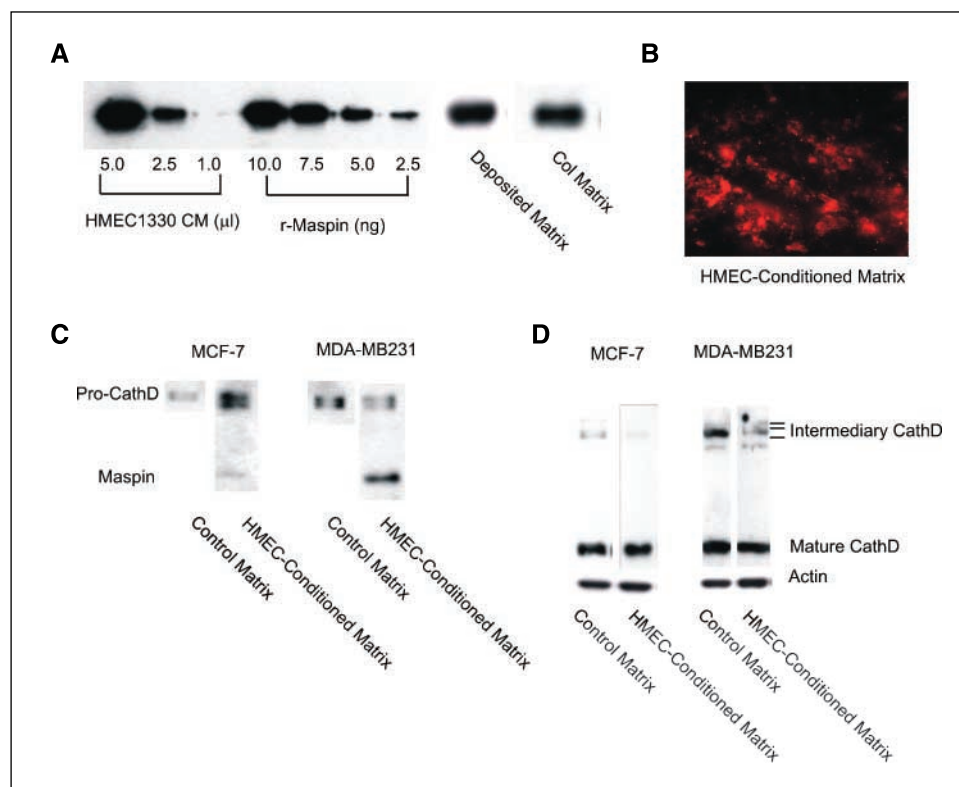 A
5.0 2.5 1.0 10.0 7.5 5.0 2.5
HMEC1330 CM (µl) r-Maspin (ng)
Deposited Matrix
Col Matrix
B
HMEC-Conditioned Matrix
C
MCF-7 MDA-MB231
Pro-CathD
Maspin
Control Matrix
HMEC-Conditioned Matrix
Control Matrix
HMEC-Conditioned Matrix
D
MCF-7 MDA-MB231
Intermediary CathD
Mature CathD
Actin
Control Matrix
HMEC-Conditioned Matrix
Control Matrix
HMEC-Conditioned Matrix